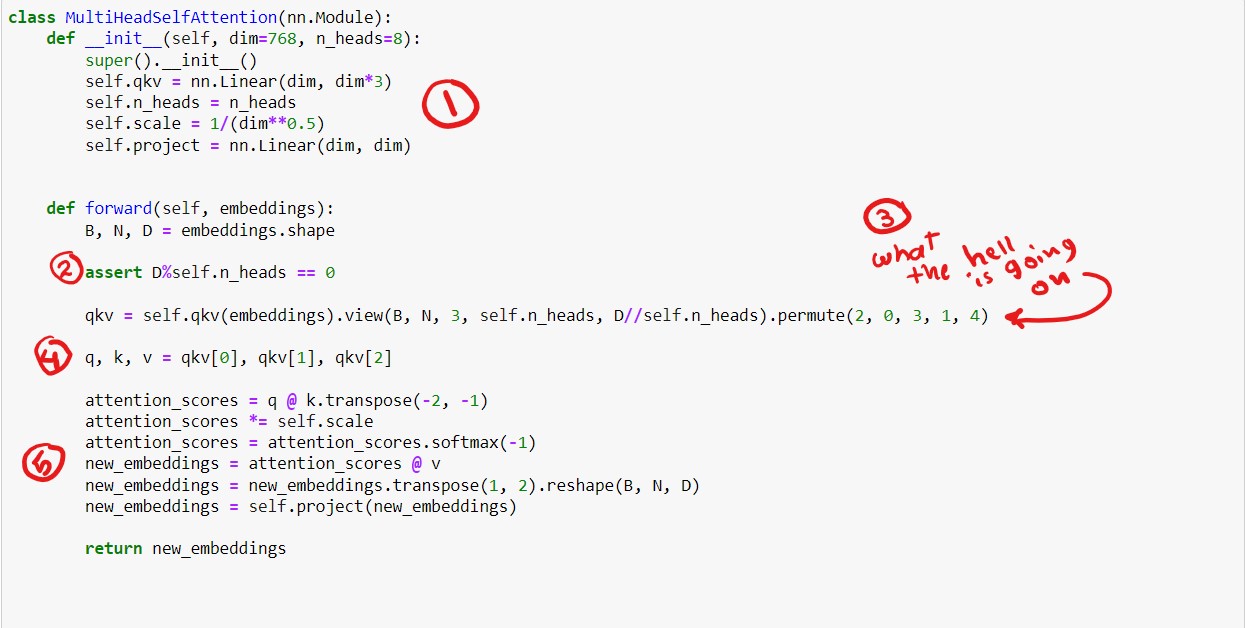 class MultiHeadSelfAttention(nn.Module):
    def __init__(self, dim=768, n_heads=8):
        super().__init__()
        self.qkv = nn.Linear(dim, dim*3)
        self.n_heads = n_heads
        self.scale = 1/(dim**0.5)
        self.project = nn.Linear(dim, dim)
1
    def forward(self, embeddings):
        B, N, D = embeddings.shape
2
        assert D%self.n_heads == 0
3
what the hell
is going
on
        qkv = self.qkv(embeddings).view(B, N, 3, self.n_heads, D//self.n_heads).permute(2, 0, 3, 1, 4)
4
        q, k, v = qkv[0], qkv[1], qkv[2]
        attention_scores = q @ k.transpose(-2, -1)
        attention_scores *= self.scale
        attention_scores = attention_scores.softmax(-1)
5
        new_embeddings = attention_scores @ v
        new_embeddings = new_embeddings.transpose(1, 2).reshape(B, N, D)
        new_embeddings = self.project(new_embeddings)
        return new_embeddings